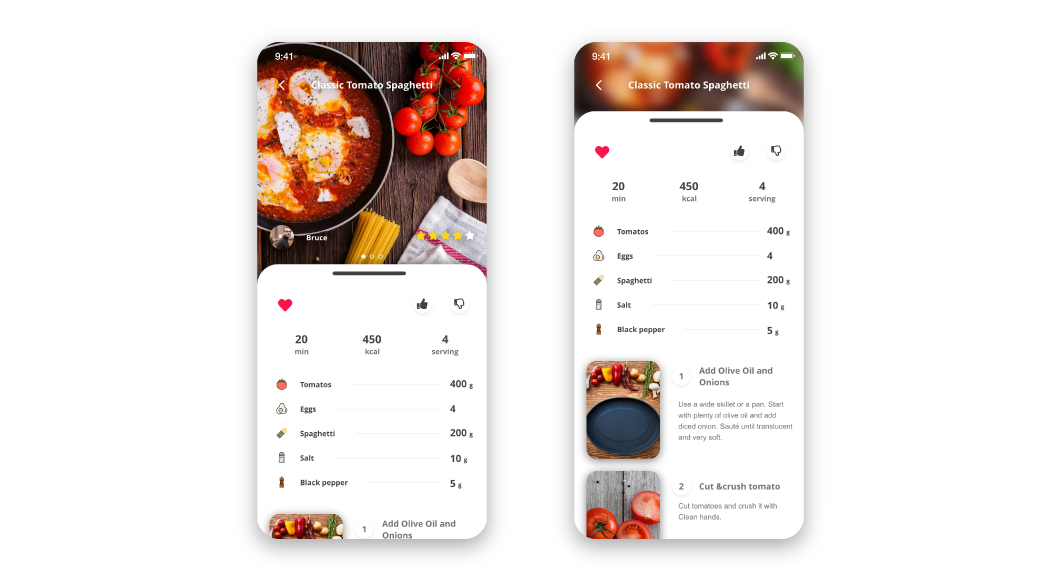 9:41
Classic Tomato Spaghetti
Bruce
20 450 4
min kcal serving
Tomatos 400 g
Eggs 4
Spaghetti 200 g
Salt 10 g
Black pepper 5 g
1 Add Olive Oil and
Onions
9:41
Classic Tomato Spaghetti
20 450 4
min kcal serving
Tomatos 400 g
Eggs 4
Spaghetti 200 g
Salt 10 g
Black pepper 5 g
1 Add Olive Oil and
Onions
Use a wide skillet or a pan. Start
with plenty of olive oil and add
diced onion. Sauté until translucent
and very soft.
2 Cut &crush tomato
Cut tomatoes and crush it with
Clean hands.